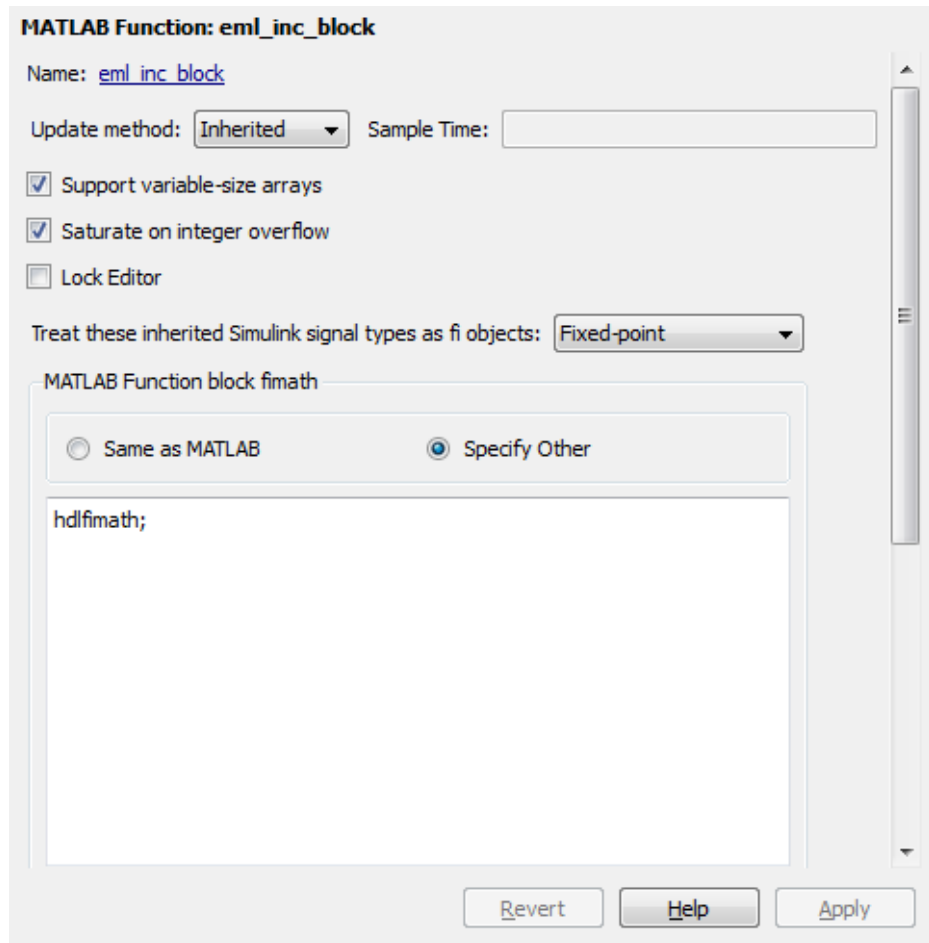 MATLAB Function: eml_inc_block
Name: eml_inc_block
Update method: Inherited Sample Time:
Support variable-size arrays
Saturate on integer overflow
Lock Editor
Treat these inherited Simulink signal types as fi objects: Fixed-point
MATLAB Function block fimath
Same as MATLAB Specify Other
hdlfimath;
Revert Help Apply